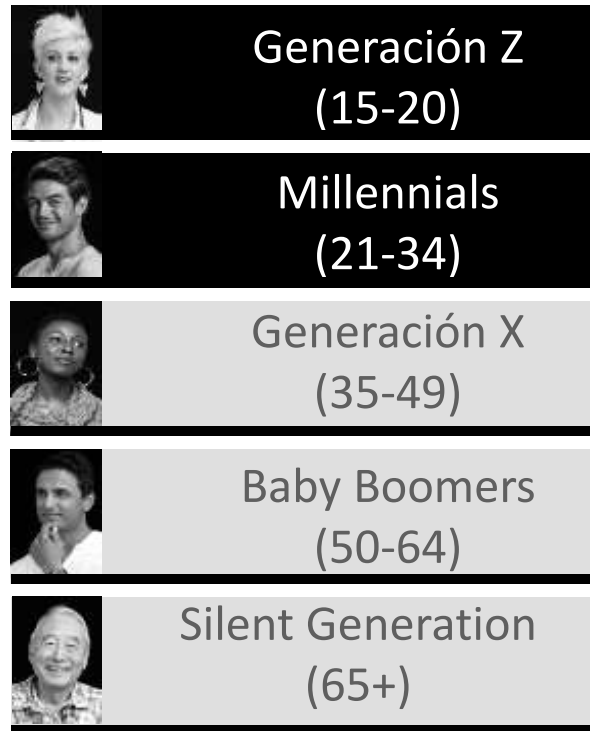 Generación Z
(15-20)
Millennials
(21-34)
Generación X
(35-49)
Baby Boomers
(50-64)
Silent Generation
(65+)